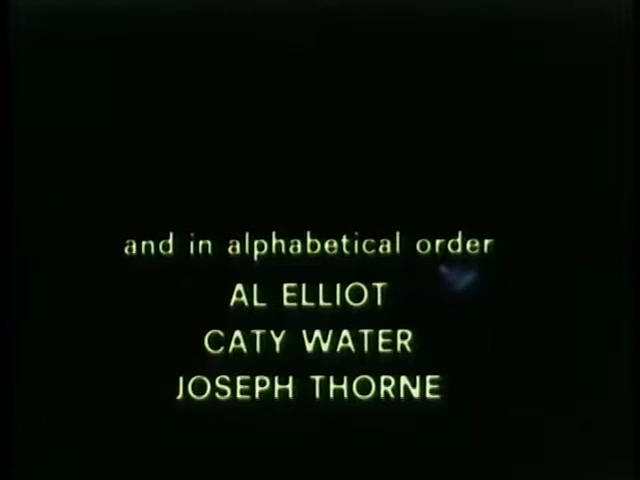 and in alphabetical order
AL ELLIOT
CATY WATER
JOSEPH THORNE